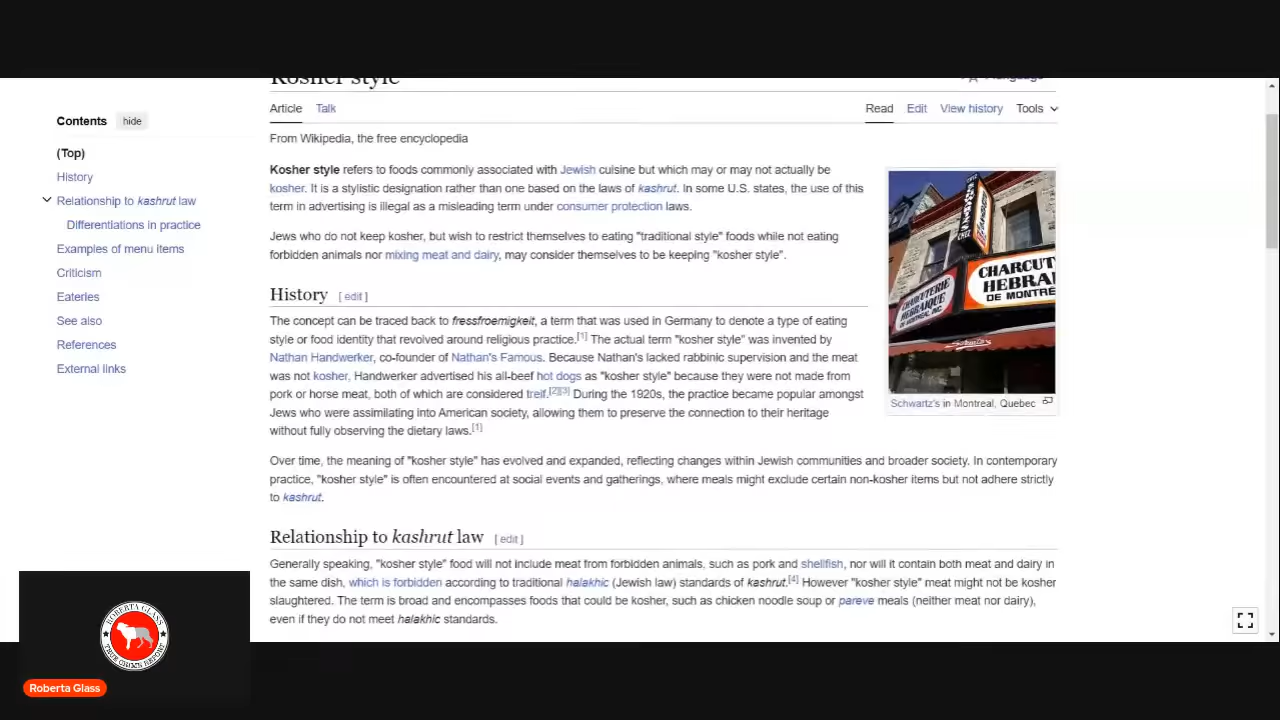 Kosher style
Article Talk Read Edit View history Tools
From Wikipedia, the free encyclopedia
Contents hide
(Top)
History
Relationship to kashrut law
Differentiations in practice
Examples of menu items
Criticism
Eateries
See also
References
External links
Kosher style refers to foods commonly associated with Jewish cuisine but which may or may not actually be
kosher. It is a stylistic designation rather than one based on the laws of kashrut. In some U.S. states, the use of this
term in advertising is illegal as a misleading term under consumer protection laws.
Jews who do not keep kosher, but wish to restrict themselves to eating "traditional style" foods while not eating
forbidden animals nor mixing meat and dairy, may consider themselves to be keeping "kosher style".
History [ edit ]
The concept can be traced back to fressfroemigkeit, a term that was used in Germany to denote a type of eating
style or food identity that revolved around religious practice.[1] The actual term "kosher style" was invented by
Nathan Handwerker, co-founder of Nathan's Famous. Because Nathan's lacked rabbinic supervision and the meat
was not kosher, Handwerker advertised his all-beef hot dogs as "kosher style" because they were not made from
pork or horse meat, both of which are considered treif.[2][3] During the 1920s, the practice became popular amongst
Jews who were assimilating into American society, allowing them to preserve the connection to their heritage
without fully observing the dietary laws.[1]
CHARCUT
HEBRA
DE MONTRÉ
CHARCUTERIE
HEBRAIQUE
DE MONTREAL INC.
Schwartz's
Schwartz's in Montreal, Quebec
Over time, the meaning of "kosher style" has evolved and expanded, reflecting changes within Jewish communities and broader society. In contemporary
practice, "kosher style" is often encountered at social events and gatherings, where meals might exclude certain non-kosher items but not adhere strictly
to kashrut.
Relationship to kashrut law [ edit ]
Generally speaking, "kosher style" food will not include meat from forbidden animals, such as pork and shellfish, nor will it contain both meat and dairy in
the same dish, which is forbidden according to traditional halakhic (Jewish law) standards of kashrut.[4] However "kosher style" meat might not be kosher
slaughtered. The term is broad and encompasses foods that could be kosher, such as chicken noodle soup or pareve meals (neither meat nor dairy),
even if they do not meet halakhic standards.
ROBERTA GLASS
TRUE CRIME REPORT
Roberta Glass